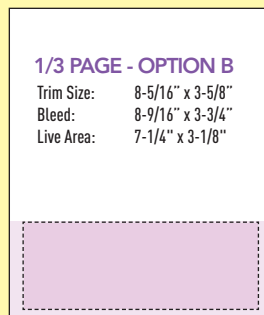 1/3 PAGE - OPTION B
Trim Size: 8-5/16” x 3-5/8”
Bleed: 8-9/16” x 3-3/4”
Live Area: 7-1/4" x 3-1/8"